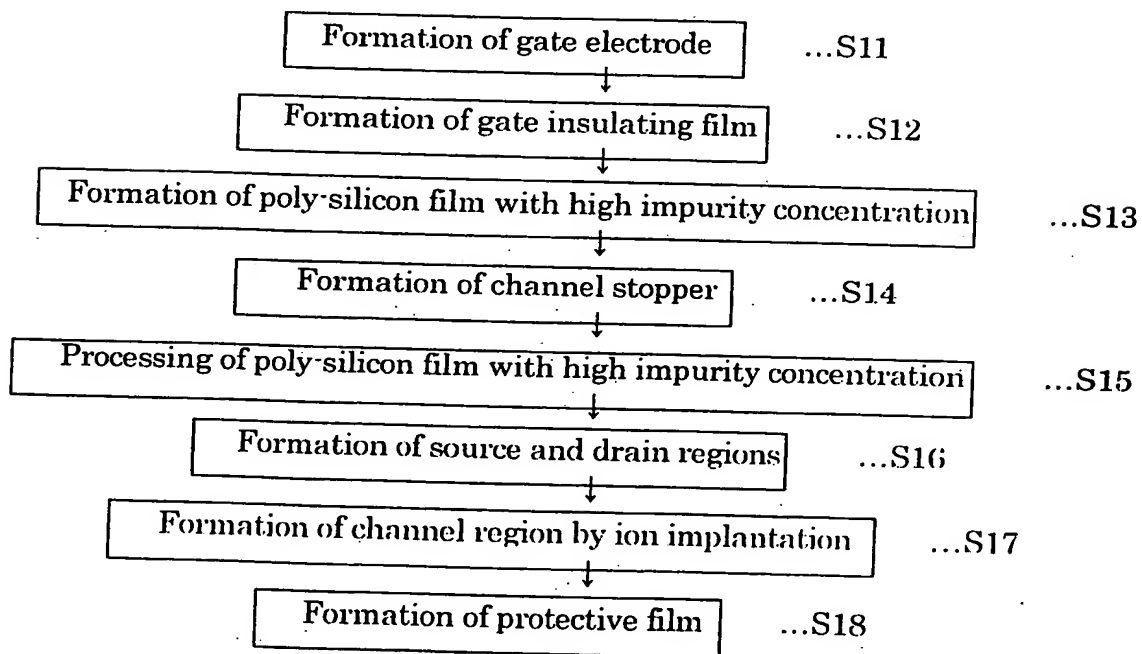 Formation of gate electrode ...S11
Formation of gate insulating film ...S12
Formation of poly-silicon film with high impurity concentration ...S13
Formation of channel stopper ...S14
Processing of poly-silicon film with high impurity concentration ...S15
Formation of source and drain regions ...S16
Formation of channel region by ion implantation ...S17
Formation of protective film ...S18